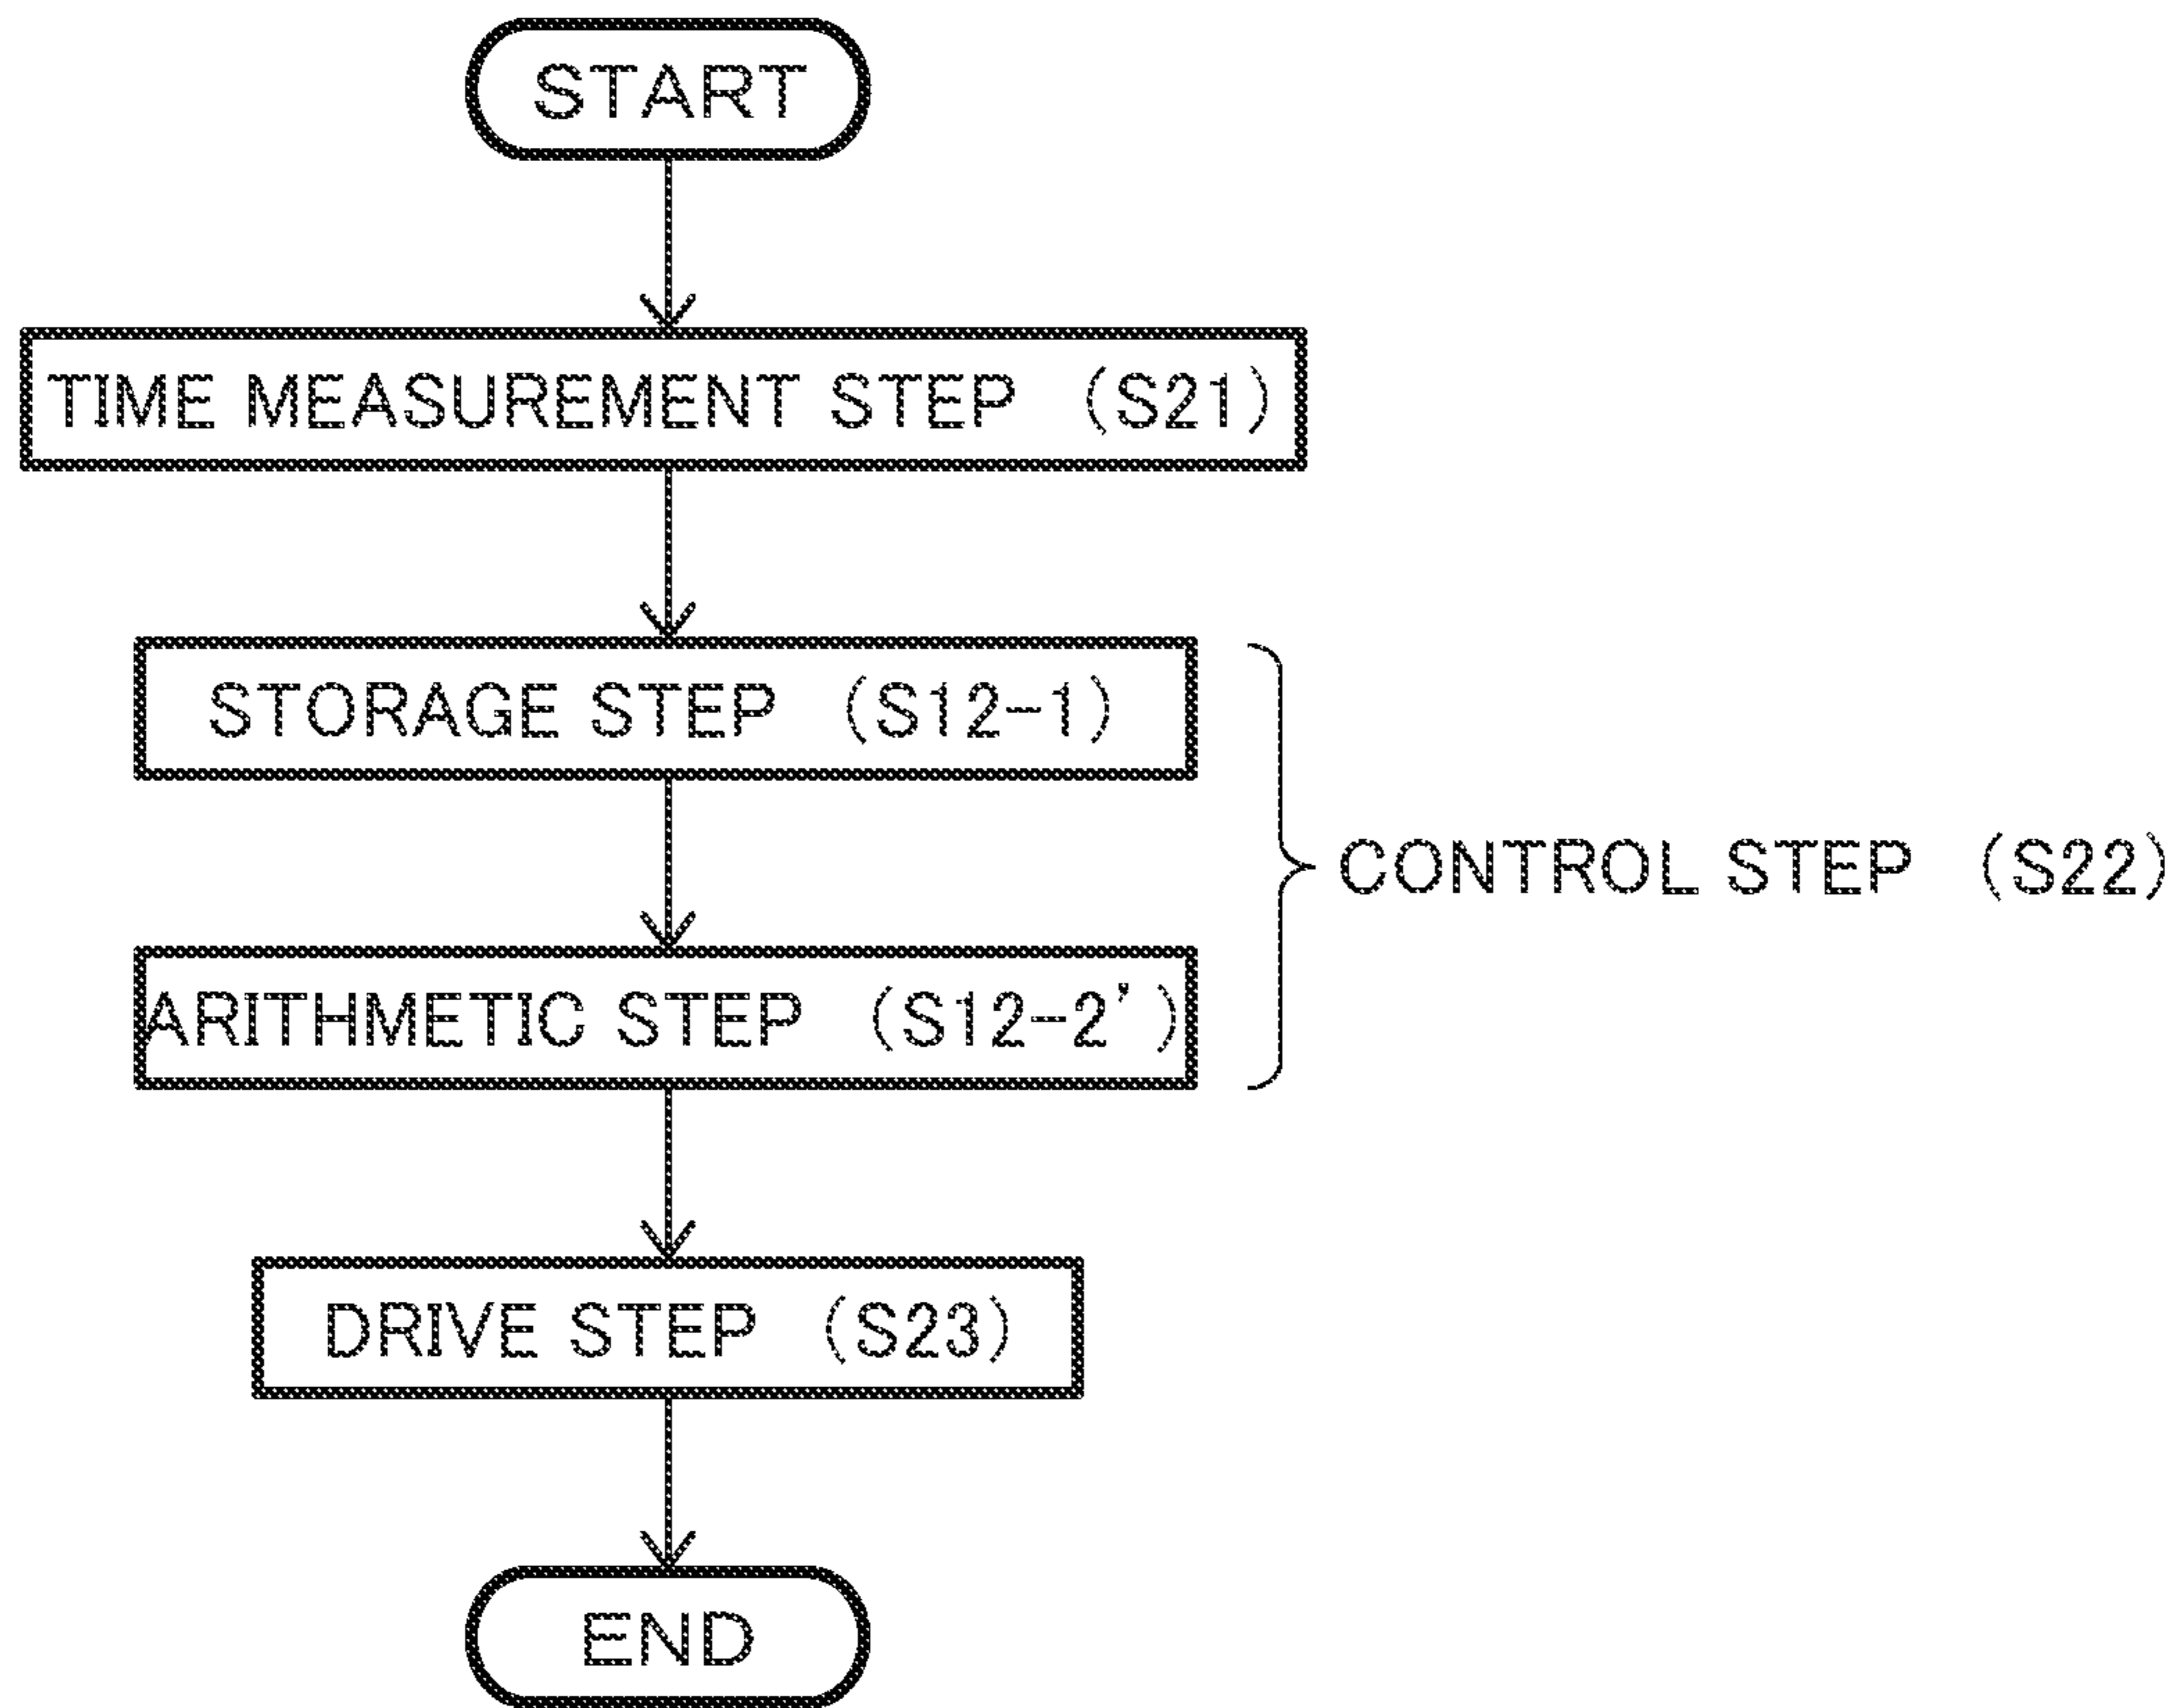 START
TIME MEASUREMENT STEP (S21)
STORAGE STEP (S12-1)
CONTROL STEP (S22)
ARITHMETIC STEP (S12-2')
DRIVE STEP (S23)
END